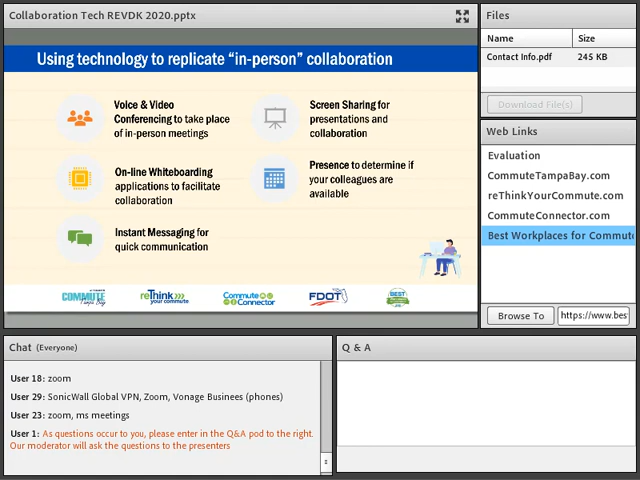 Collaboration Tech REVDK 2020.pptx
Using technology to replicate “in-person” collaboration
Voice & Video
Conferencing to take place
of in-person meetings
Screen Sharing for
presentations and
collaboration
On-line Whiteboarding
applications to facilitate
collaboration
Presence to determine if
your colleagues are
available
Instant Messaging for
quick communication
COMMUTE
Tampa Bay
reThink
your commute
Commute
Connector
FDOT
BEST
Files
Name Size
Contact Info.pdf 245 KB
Download File(s)
Web Links
Evaluation
CommuteTampaBay.com
reThinkYourCommute.com
CommuteConnector.com
Best Workplaces for Commute
Browse To https://www.bes
Chat (Everyone)
User 18: zoom
User 29: SonicWall Global VPN, Zoom, Vonage Businees (phones)
User 23: zoom, ms meetings
User 1: As questions occur to you, please enter in the Q&A pod to the right.
Our moderator will ask the questions to the presenters
Q & A